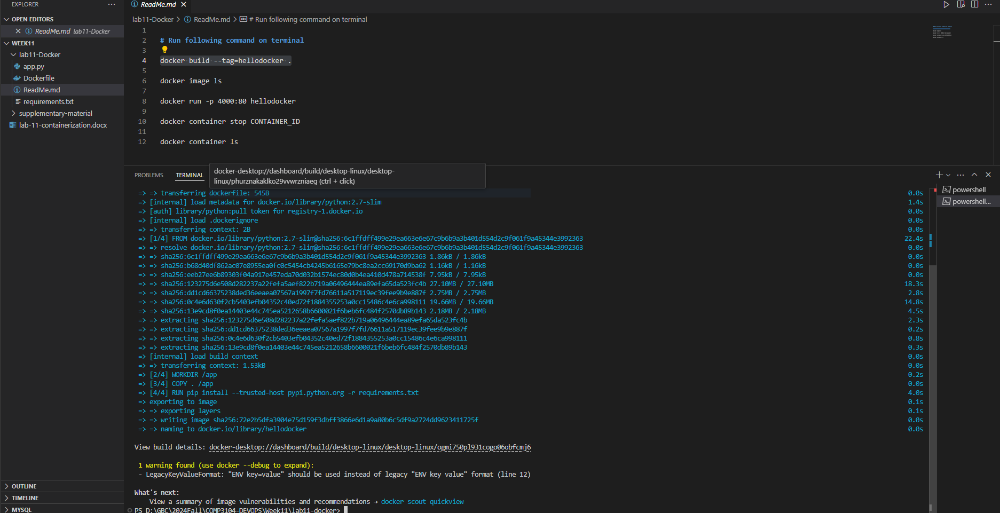 EXPLORER
OPEN EDITORS
ReadMe.md lab11-Docker
WEEK11
lab11-Docker
app.py
Dockerfile
ReadMe.md
requirements.txt
supplementary-material
lab-11-containerization.docx
OUTLINE
TIMELINE
MYSQL
ReadMe.md
lab11-Docker > ReadMe.md > # Run following command on terminal
1
2 # Run following command on terminal
3
4 docker build --tag=hellodocker .
5
6 docker image ls
7
8 docker run -p 4000:80 hellodocker
9
10 docker container stop CONTAINER_ID
11
12 docker container ls
PROBLEMS TERMINAL
docker-desktop://dashboard/build/desktop-linux/desktop-
linux/phurznakaklko29vvwrzniaeg (ctrl + click)
powershell
powershell...
=> => transferring dockerfile: 545B 0.0s
=> [internal] load metadata for docker.io/library/python:2.7-slim 1.4s
=> [auth] library/python:pull token for registry-1.docker.io 0.0s
=> [internal] load .dockerignore 0.0s
=> => transferring context: 2B 0.0s
=> [1/4] FROM docker.io/library/python:2.7-slim@sha256:6c1ffdff499e29ea663e6e67c9b6b9a3b401d554d2c9f061f9a45344e3992363 22.4s
=> => resolve docker.io/library/python:2.7-slim@sha256:6c1ffdff499e29ea663e6e67c9b6b9a3b401d554d2c9f061f9a45344e3992363 0.0s
=> => sha256:6c1ffdff499e29ea663e6e67c9b6b9a3b401d554d2c9f061f9a45344e3992363 1.86kB / 1.86kB 0.0s
=> => sha256:b68d40df862ac07e8955ea0fc0c5454cb4245b6165e79bc8ea2cc69170d9ba62 1.16kB / 1.16kB 0.0s
=> => sha256:eeb27ee6b89303f04a917e457eda70d032b1574ec80d0b4ea410d478a714538f 7.95kB / 7.95kB 0.0s
=> => sha256:123275d6e508d282237a22fefa5aef822b719a06496444ea89efa65da523fc4b 27.10MB / 27.10MB 18.3s
=> => sha256:dd1cd66375238ded36eeaea07567a1997f7fd76611a517119ec39fee9b9e887f 2.75MB / 2.75MB 2.8s
=> => sha256:0c4e6d630f2cb5403efb04352c40ed72f1884355253a0cc15486c4e6ca998111 19.66MB / 19.66MB 14.8s
=> => sha256:13e9cd8f0ea14403e44c745ea5212658b6600021f6beb6fc484f2570db89b143 2.18MB / 2.18MB 4.5s
=> => extracting sha256:123275d6e508d282237a22fefa5aef822b719a06496444ea89efa65da523fc4b 2.3s
=> => extracting sha256:dd1cd66375238ded36eeaea07567a1997f7fd76611a517119ec39fee9b9e887f 0.2s
=> => extracting sha256:0c4e6d630f2cb5403efb04352c40ed72f1884355253a0cc15486c4e6ca998111 0.8s
=> => extracting sha256:13e9cd8f0ea14403e44c745ea5212658b6600021f6beb6fc484f2570db89b143 0.3s
=> [internal] load build context 0.0s
=> => transferring context: 1.53kB 0.0s
=> [2/4] WORKDIR /app 0.2s
=> [3/4] COPY . /app 0.0s
=> [4/4] RUN pip install --trusted-host pypi.python.org -r requirements.txt 4.0s
=> exporting to image 0.1s
=> => exporting layers 0.1s
=> => writing image sha256:72e2b5dfa3904e75d159f3dbff3866e6d1a9a80b6c5df9a2724dd9623411725f 0.0s
=> => naming to docker.io/library/hellodocker 0.0s
View build details: docker-desktop://dashboard/build/desktop-linux/desktop-linux/ogmi750pl931cogo06obfcmj6
1 warning found (use docker --debug to expand):
- LegacyKeyValueFormat: "ENV key=value" should be used instead of legacy "ENV key value" format (line 12)
What's next:
View a summary of image vulnerabilities and recommendations → docker scout quickview
PS D:\GBC\2024Fall\COMP3104-DEVOPS\Week11\lab11-docker>